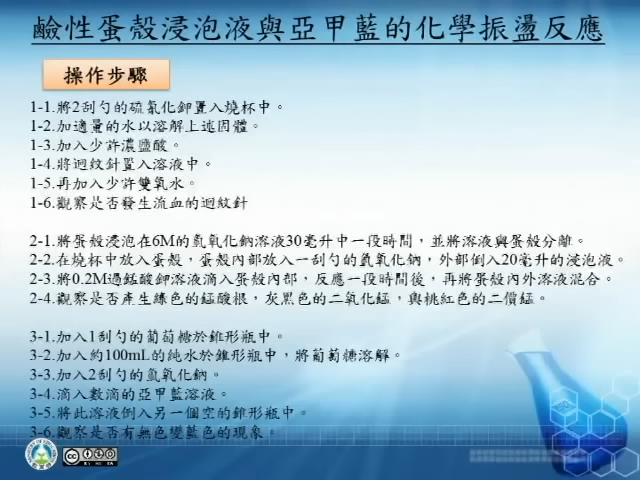 鹼性蛋殼浸泡液與亞甲藍的化學振盪反應
操作步驟
1-1.將2刮勺的硫氰化鉀置入燒杯中。
1-2.加適量的水以溶解上述固體。
1-3.加入少許濃鹽酸。
1-4.將迴紋針置入溶液中。
1-5.再加入少許雙氧水。
1-6.觀察是否發生流血的迴紋針
2-1.將蛋殼浸泡在6M的氫氧化鈉溶液30毫升中一段時間，並將溶液與蛋殼分離。
2-2.在燒杯中放入蛋殼，蛋殼內部放入一刮勺的氫氧化鈉，外部倒入20毫升的浸泡液。
2-3.將0.2M過錳酸鉀溶液滴入蛋殼內部，反應一段時間後，再將蛋殼內外溶液混合。
2-4.觀察是否產生綠色的錳酸根，灰黑色的二氧化錳，與桃紅色的二價錳。
3-1.加入1刮勺的葡萄糖於錐形瓶中。
3-2.加入約100mL的純水於錐形瓶中，將葡萄糖溶解。
3-3.加入2刮勺的氫氧化鈉。
3-4.滴入數滴的亞甲藍溶液。
3-5.將此溶液倒入另一個空的錐形瓶中。
3-6.觀察是否有無色變藍色的現象。
BY NC SA